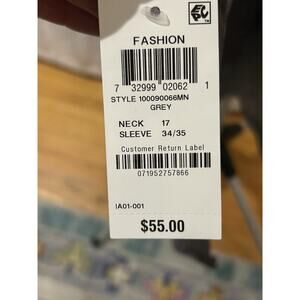 FASHION
7 32999 02062 1
STYLE 100090066MN
GREY
NECK 17
SLEEVE 34/35
Customer Return Label
071952757866
IA01-001
$55.00